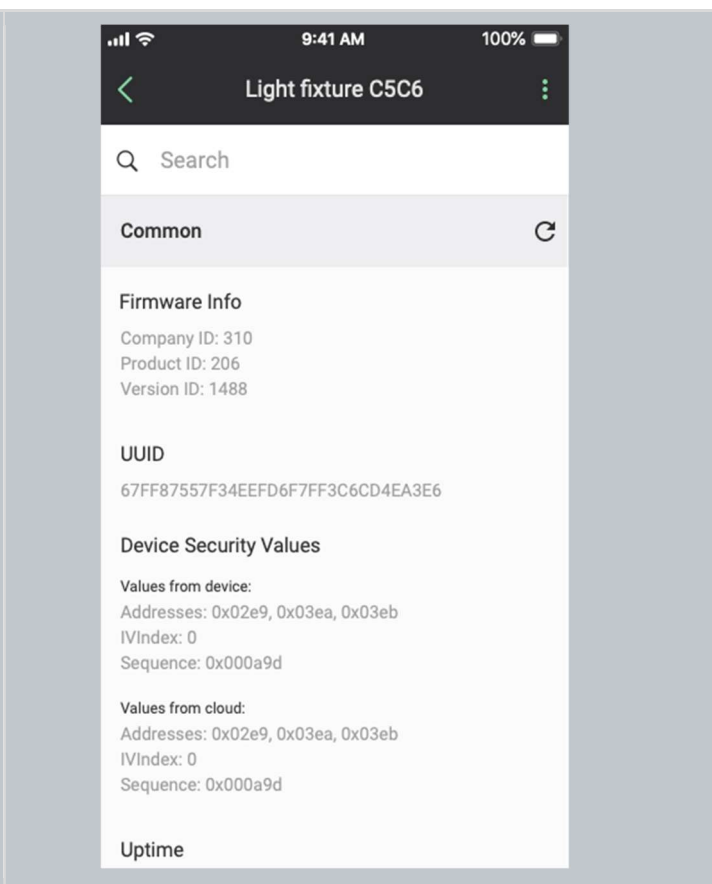 9:41 AM
100%
Light fixture C5C6
Search
Common
Firmware Info
Company ID: 310
Product ID: 206
Version ID: 1488
UUID
67FF87557F34EEFD6F7FF3C6CD4EA3E6
Device Security Values
Values from device:
Addresses: 0x02e9, 0x03ea, 0x03eb
IVIndex: 0
Sequence: 0x000a9d
Values from cloud:
Addresses: 0x02e9, 0x03ea, 0x03eb
IVIndex: 0
Sequence: 0x000a9d
Uptime